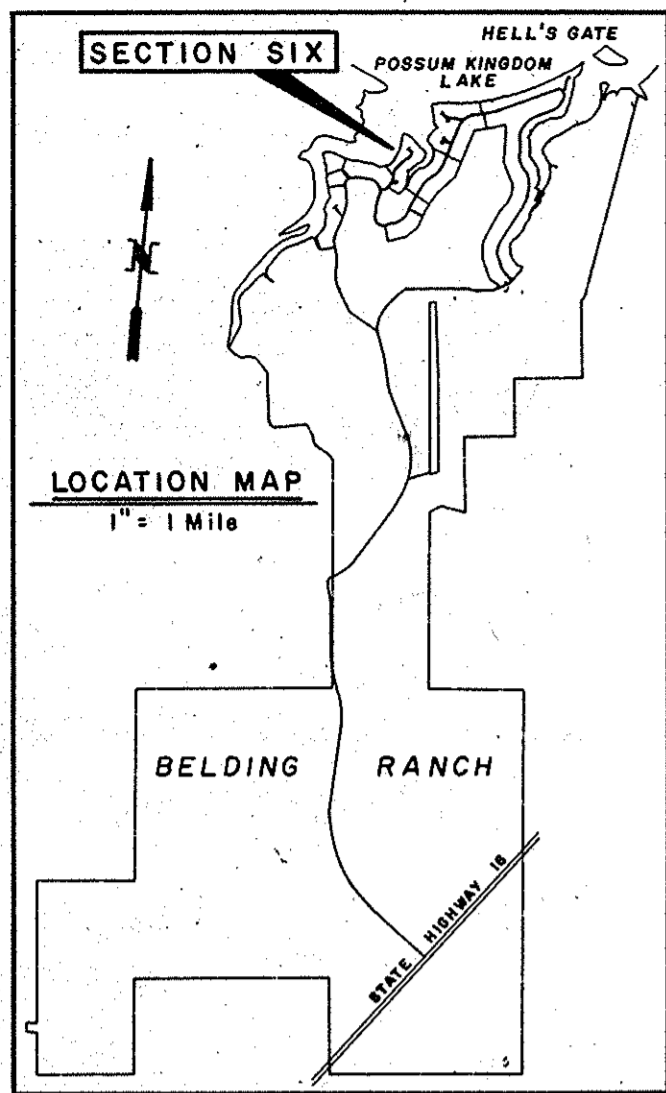 HELL'S GATE
SECTION SIX
POSSUM KINGDOM
LAKE
N
LOCATION MAP
1" = 1 Mile
BELDING RANCH
STATE HIGHWAY 16